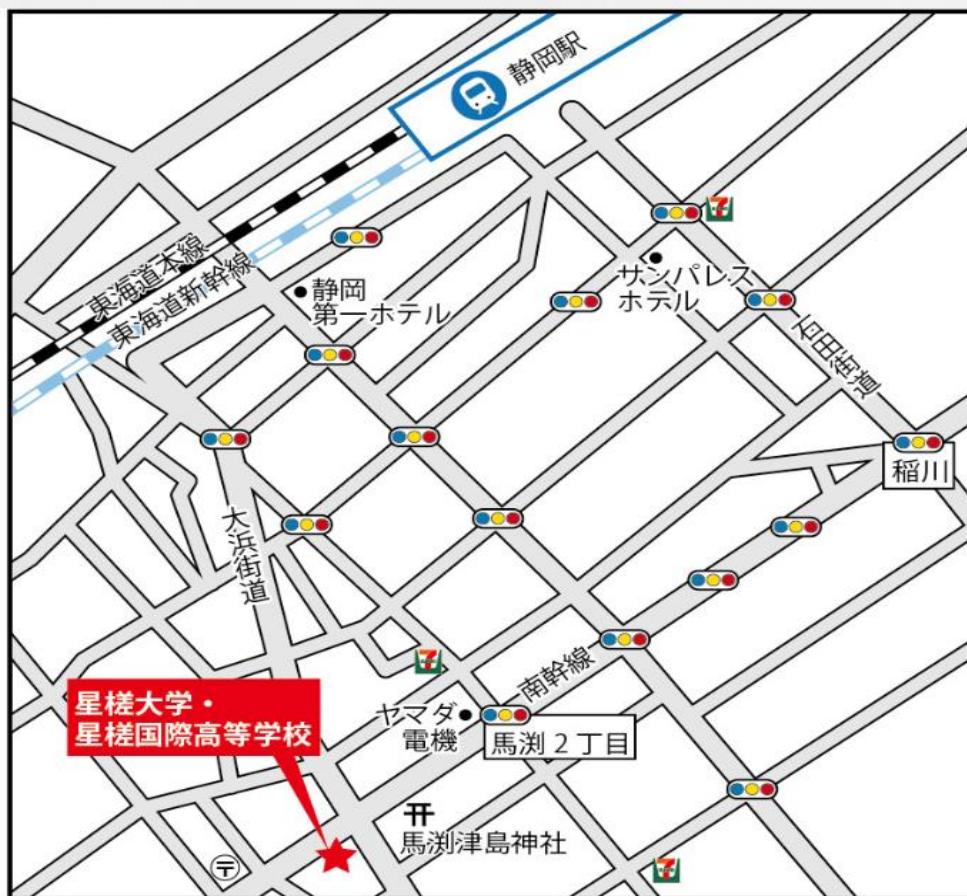 静岡駅
東海道本線
東海道新幹線
静岡
第一ホテル
サンパレス
ホテル
石田街道
稲川
大浜街道
南幹線
ヤマダ
電機
馬渕2丁目
星槎大学・
星槎国際高等学校
馬渕津島神社